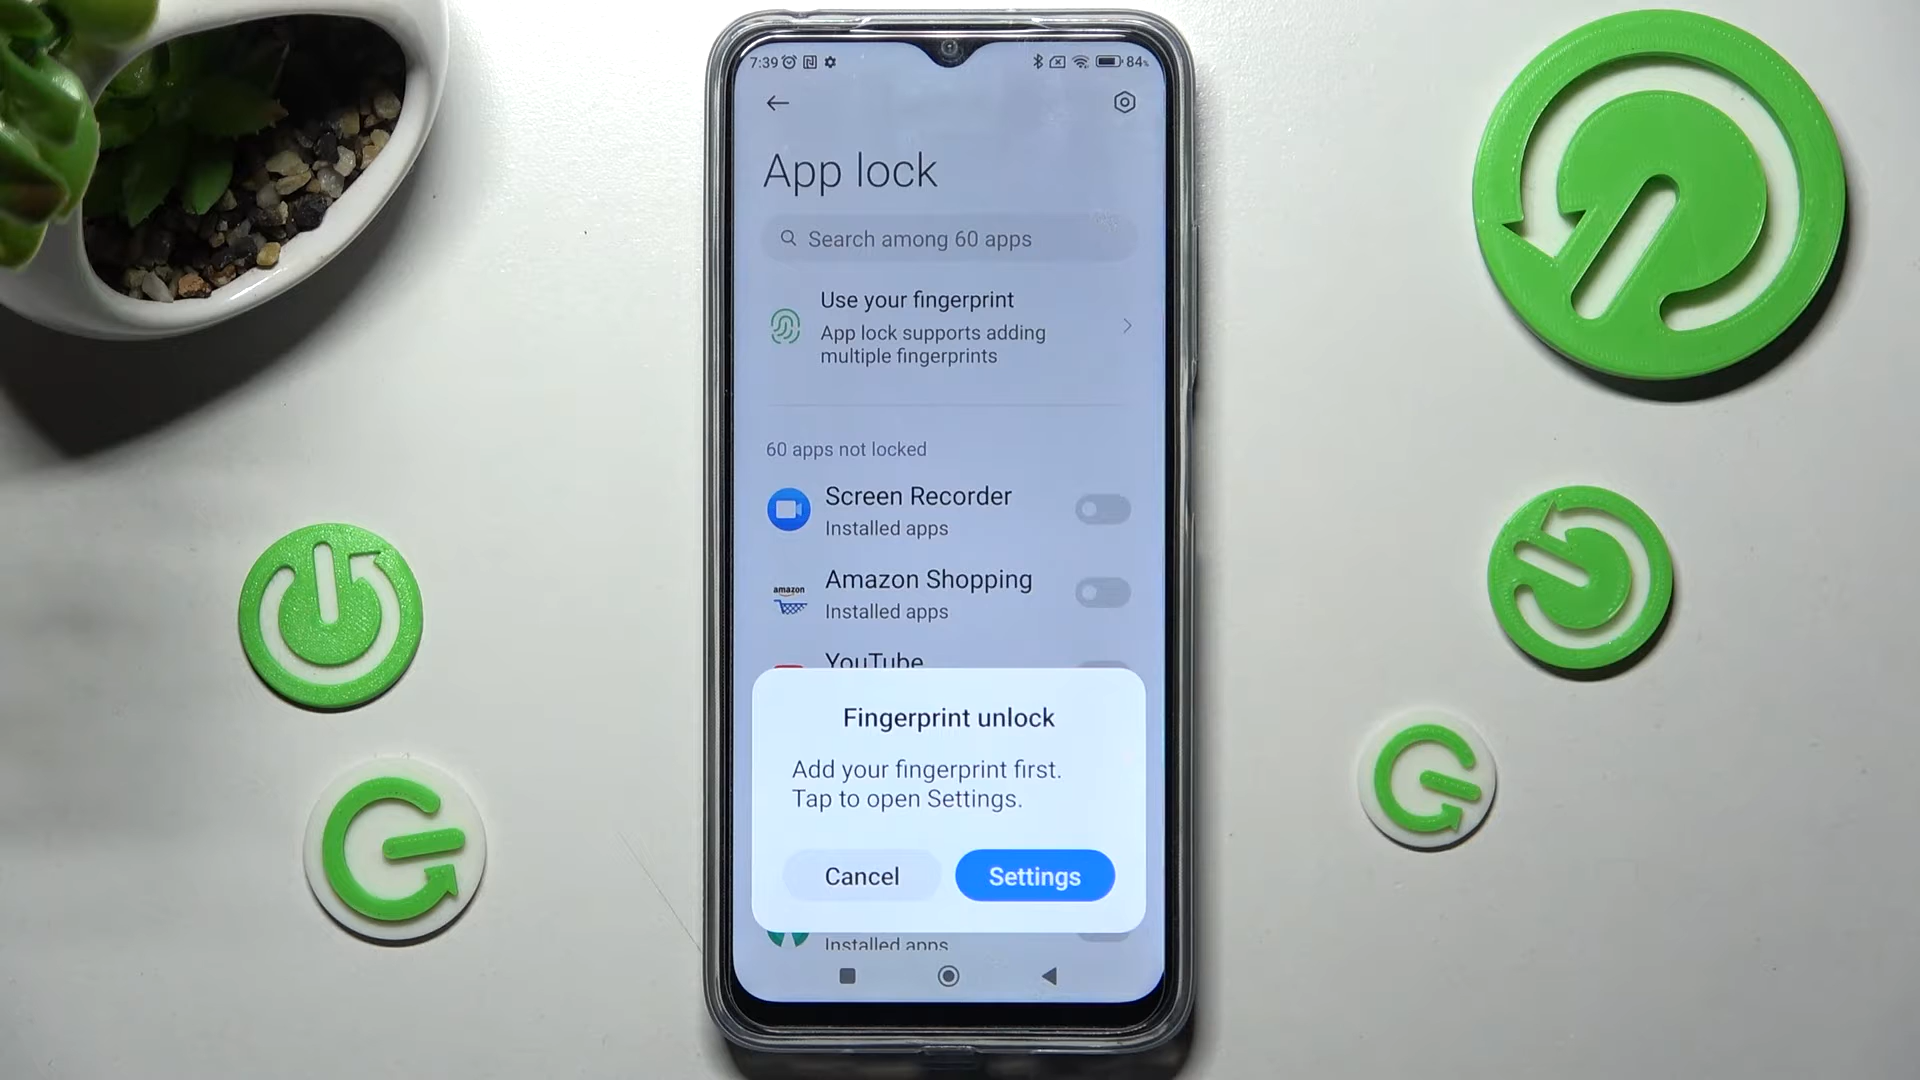 7:39
84%
App lock
Search among 60 apps
Use your fingerprint
App lock supports adding
multiple fingerprints
60 apps not locked
Screen Recorder
Installed apps
amazon
Amazon Shopping
Installed apps
YouTube
Fingerprint unlock
Add your fingerprint first.
Tap to open Settings.
Cancel
Settings
Installed apps